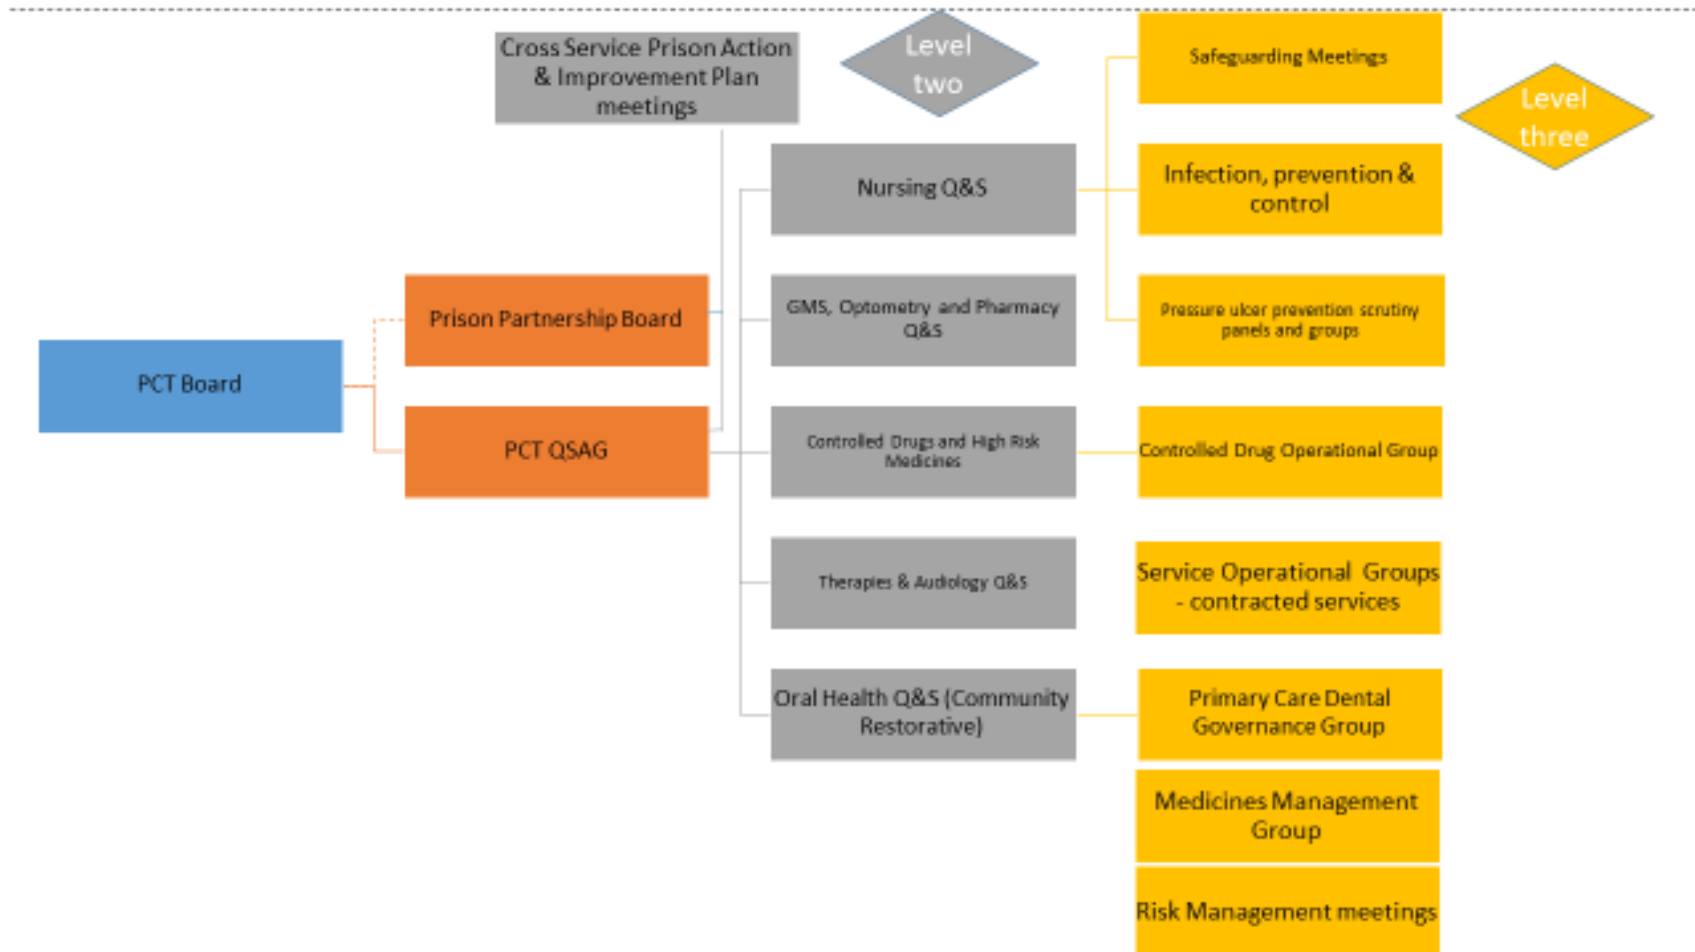 Cross Service Prison Action
& Improvement Plan
meetings
Level
two
Safeguarding Meetings
Level
three
Nursing Q&S
Infection, prevention &
control
Prison Partnership Board
GMS, Optometry and Pharmacy
Q&S
Pressure ulcer prevention scrutiny
panels and groups
PCT Board
PCT QSAG
Controlled Drugs and High Risk
Medicines
Controlled Drug Operational Group
Therapies & Audiology Q&S
Service Operational Groups
- contracted services
Oral Health Q&S (Community
Restorative)
Primary Care Dental
Governance Group
Medicines Management
Group
Risk Management meetings